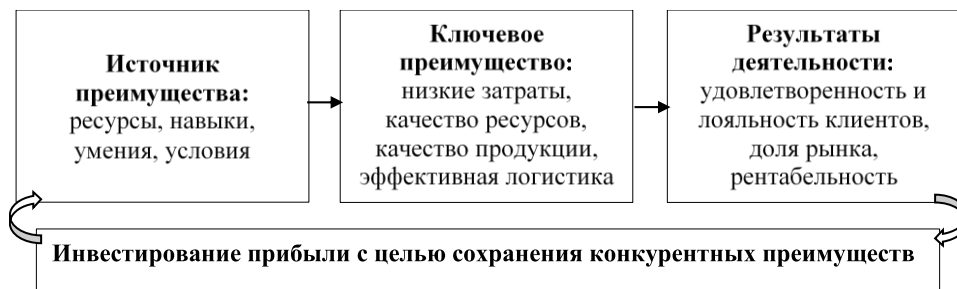 Источник
преимущества:
ресурсы, навыки,
умения, условия
Ключевое
преимущество:
низкие затраты,
качество ресурсов,
качество продукции,
эффективная логистика
Результаты
деятельности:
удовлетворенность и
лояльность клиентов,
доля рынка,
рентабельность
Инвестирование прибыли с целью сохранения конкурентных преимуществ